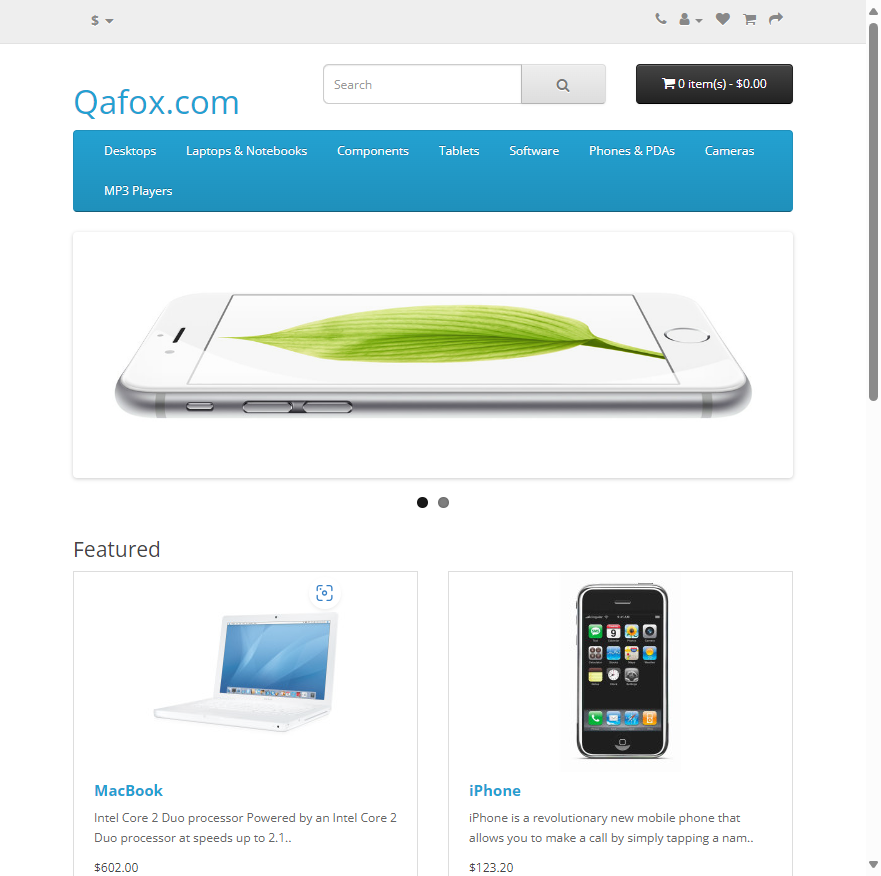 $
Qafox.com
Search
0 item(s) - $0.00
Desktops Laptops & Notebooks Components Tablets Software Phones & PDAs Cameras
MP3 Players
Featured
MacBook
Intel Core 2 Duo processor Powered by an Intel Core 2
Duo processor at speeds up to 2.1..
$602.00
iPhone
iPhone is a revolutionary new mobile phone that
allows you to make a call by simply tapping a nam..
$123.20